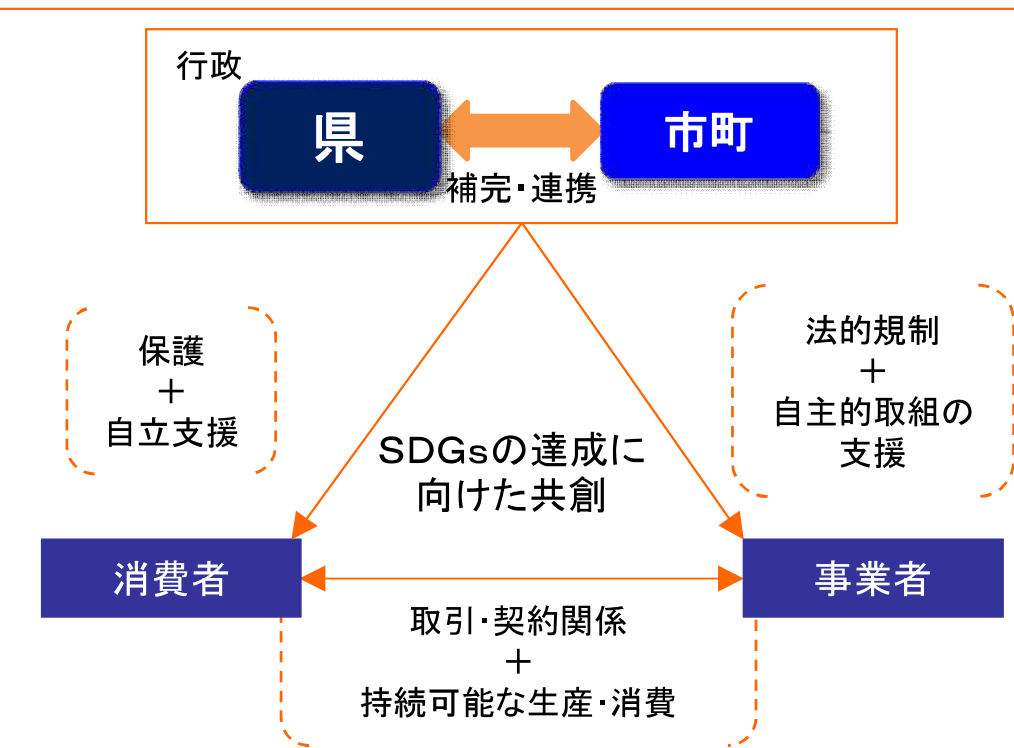 行政
県
市町
補完・連携
保護
＋
自立支援
法的規制
＋
自主的取組の
支援
SDGsの達成に
向けた共創
消費者
事業者
取引・契約関係
＋
持続可能な生産・消費